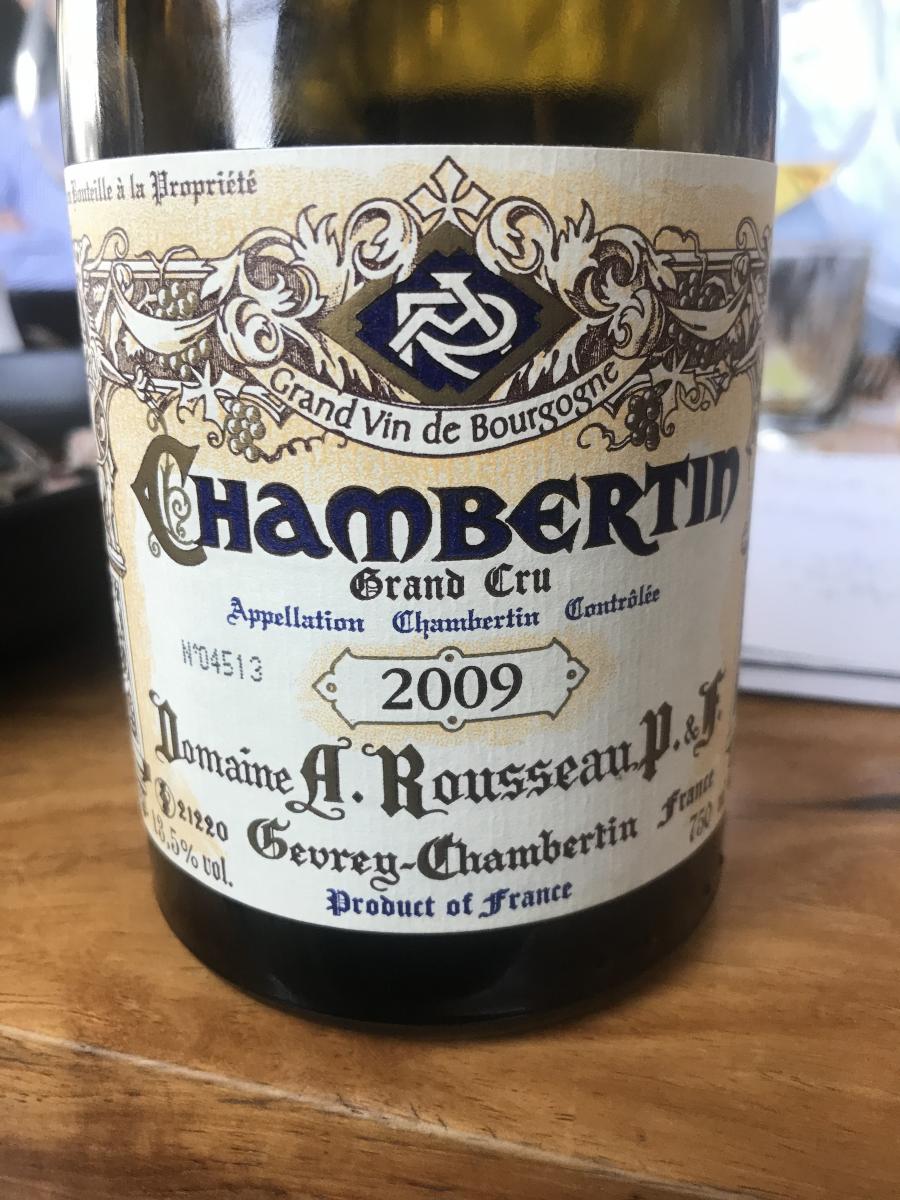 Bouteille à la Propriété
Grand Vin de Bourgogne
CHAMBERTIN
Grand Cru
Appellation Chambertin Contrôlée
N°04513
2009
Domaine A. Rousseau P. & F.
21220 Gevrey-Chambertin France
13,5% vol. 750
Product of France